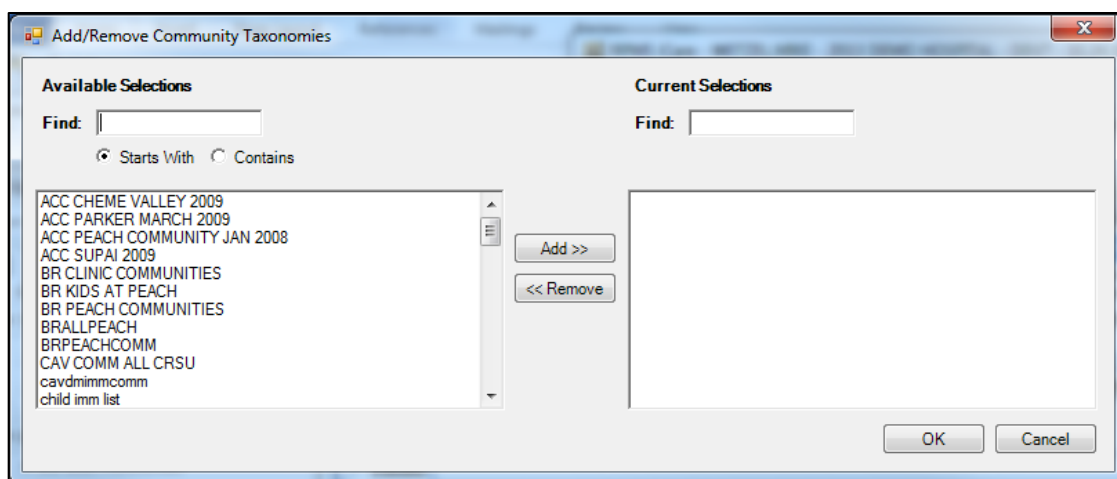 Add/Remove Community Taxonomies
Available Selections
Current Selections
Find:
Find:
Starts With
Contains
ACC CHEME VALLEY 2009
ACC PARKER MARCH 2009
ACC PEACH COMMUNITY JAN 2008
ACC SUPAI 2009
BR CLINIC COMMUNITIES
BR KIDS AT PEACH
BR PEACH COMMUNITIES
BRALLPEACH
BRPEACHCOMM
CAV COMM ALL CRSU
cavdmimmcomm
child imm list
Add >>
<< Remove
OK
Cancel